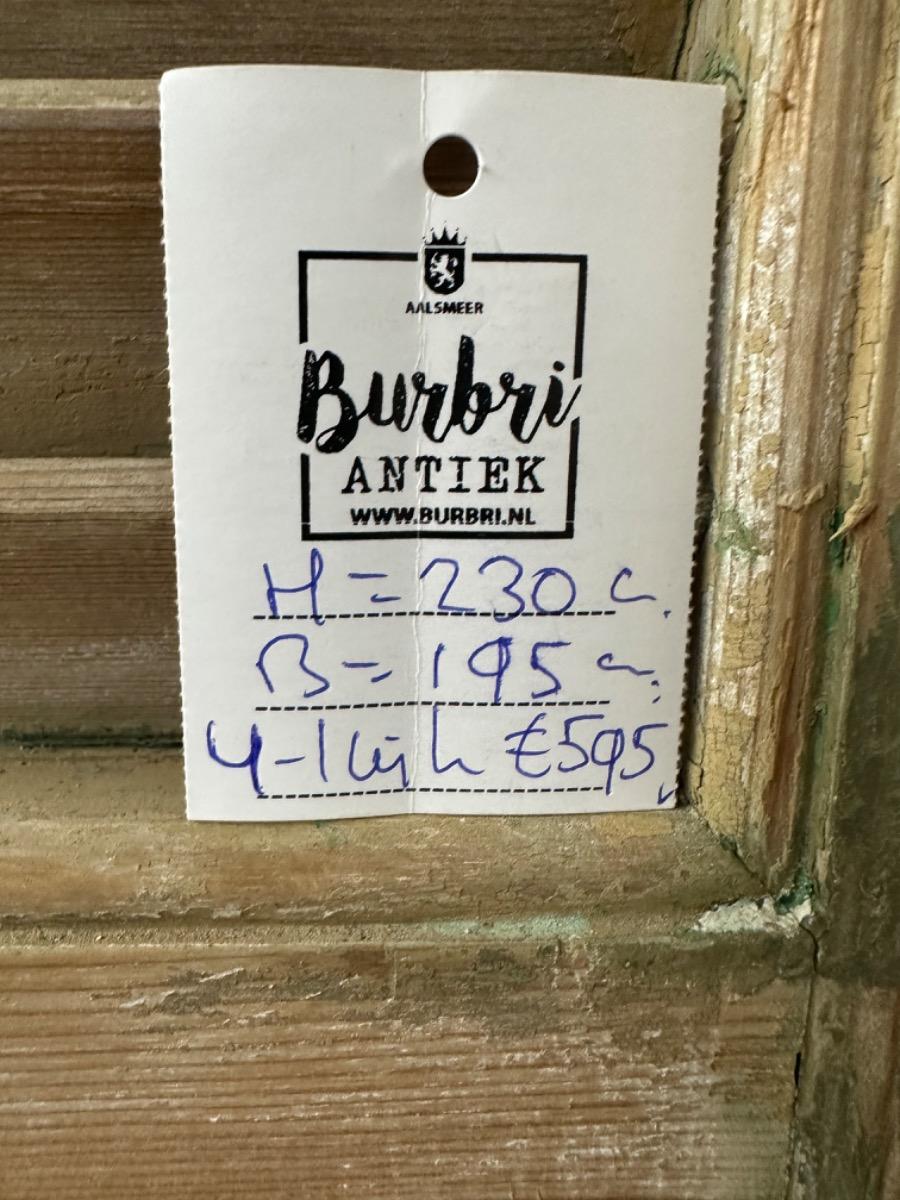 AALSMEER
Burbri
ANTIEK
WWW.BURBRI.NL
H = 230 c.
B = 195 c.
4-luik €595,